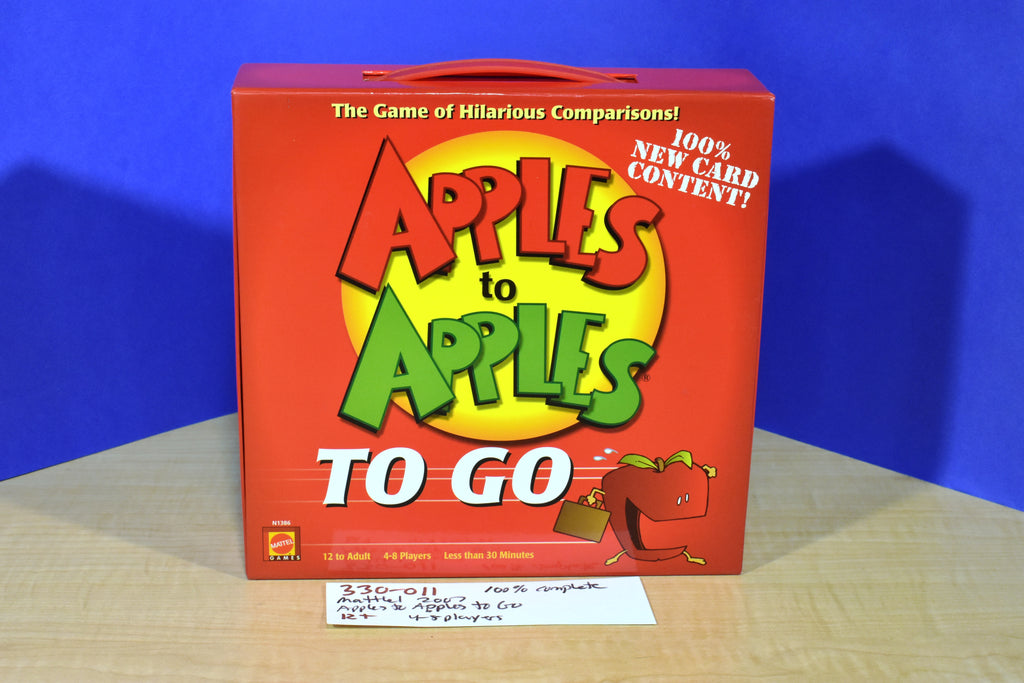 The Game of Hilarious Comparisons!
100%
NEW CARD
CONTENT!
APPLES
to
APPLES®
TO GO
N1386
MATTEL
GAMES
12 to Adult 4-8 Players Less than 30 Minutes
330-011 100% complete
Mattel 2007
Apples to Apples to Go
12+ 4-8 players